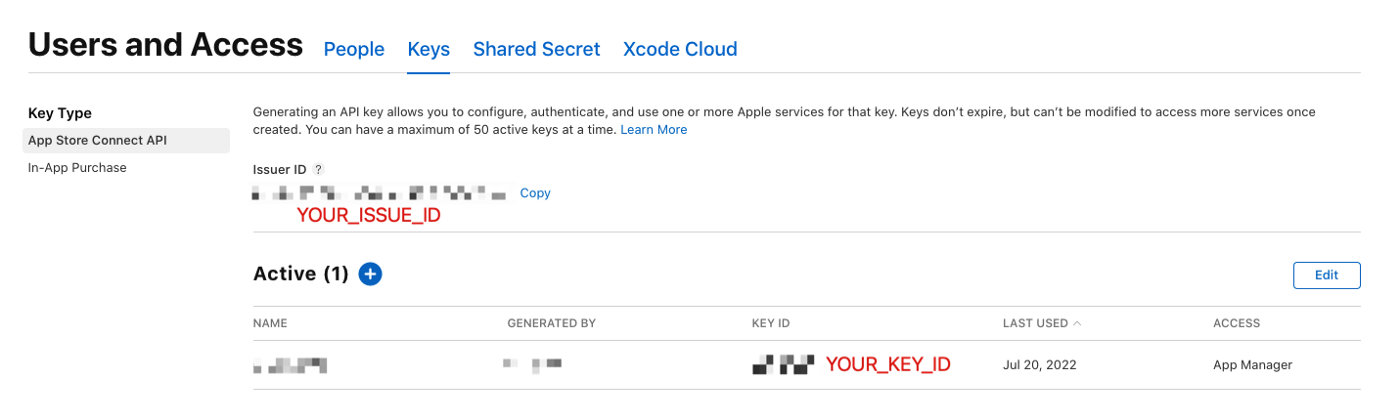 Users and Access People Keys Shared Secret Xcode Cloud
Key Type
App Store Connect API
In-App Purchase
Generating an API key allows you to configure, authenticate, and use one or more Apple services for that key. Keys don’t expire, but can’t be modified to access more services once
created. You can have a maximum of 50 active keys at a time. Learn More
Issuer ID ?
Copy
YOUR_ISSUE_ID
Active (1) +
Edit
NAME GENERATED BY KEY ID LAST USED ACCESS
YOUR_KEY_ID Jul 20, 2022 App Manager